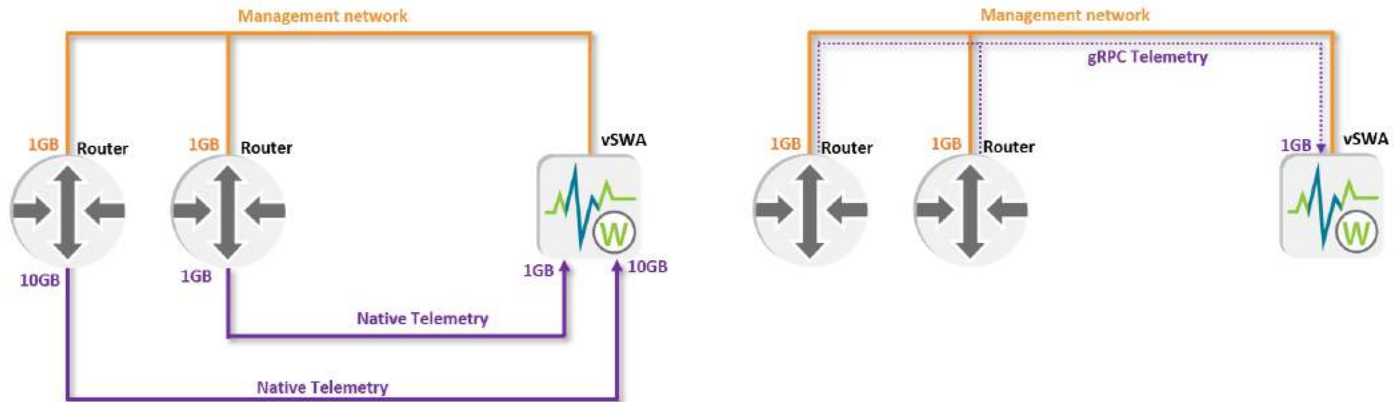 Management network
1GB Router
1GB Router
vSWA
W
10GB
1GB
1GB
10GB
Native Telemetry
Native Telemetry
Management network
gRPC Telemetry
1GB Router
1GB Router
1GB
vSWA
W